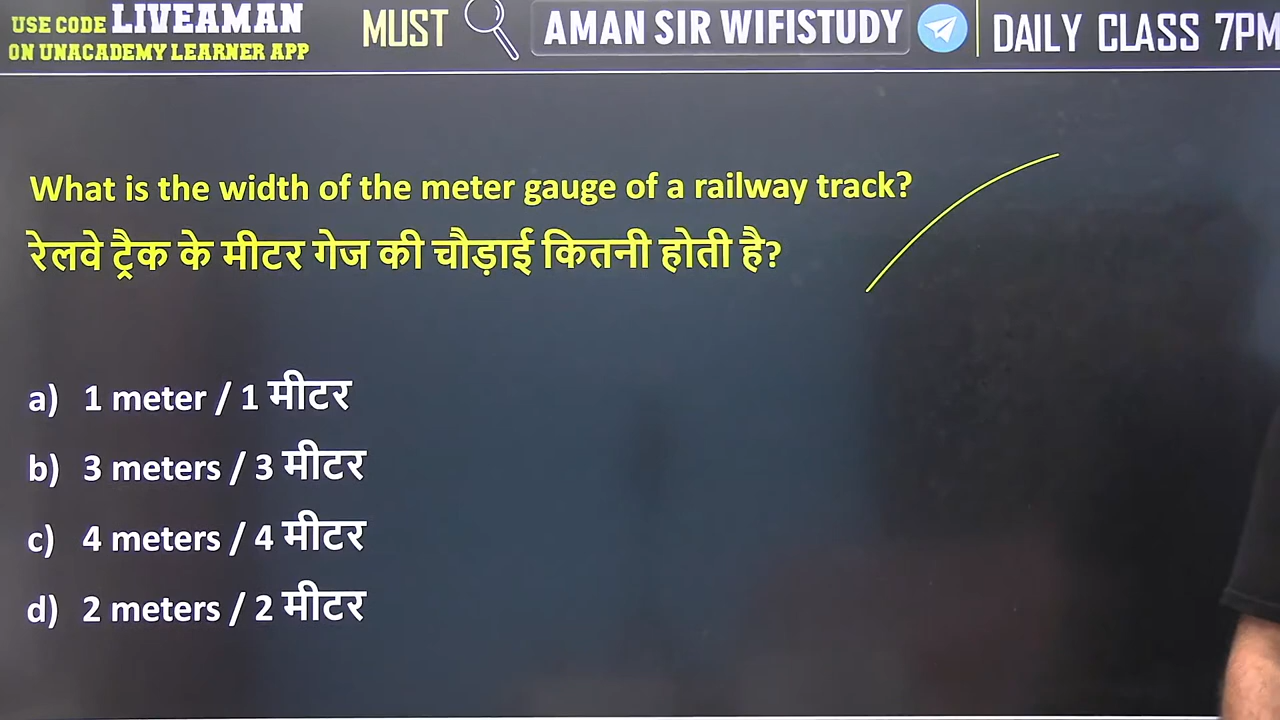 USE CODE LIVEAMAN
ON UNACADEMY LEARNER APP
MUST
AMAN SIR WIFISTUDY
DAILY CLASS 7PM
What is the width of the meter gauge of a railway track?
रेलवे ट्रैक के मीटर गेज की चौड़ाई कितनी होती है?
a) 1 meter / 1 मीटर
b) 3 meters / 3 मीटर
c) 4 meters / 4 मीटर
d) 2 meters / 2 मीटर